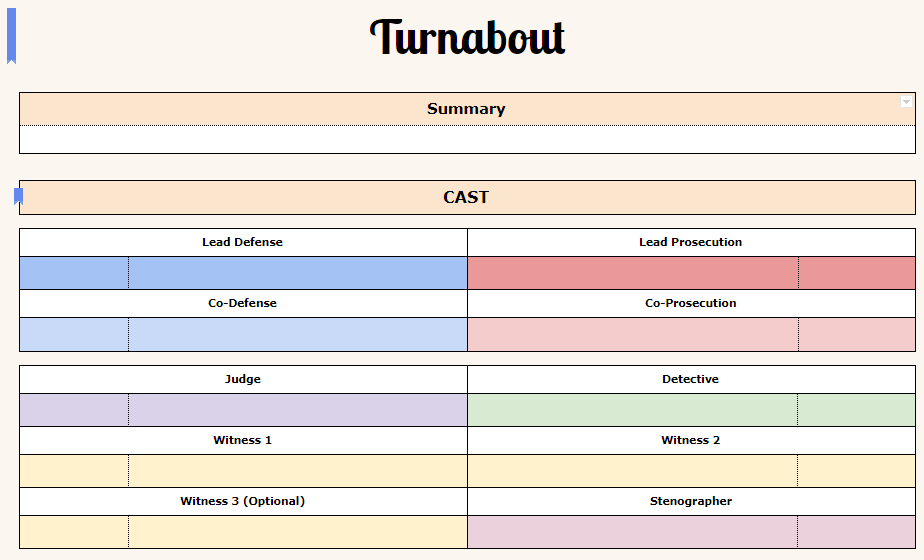 Turnabout
Summary
CAST
Lead Defense
Lead Prosecution
Co-Defense
Co-Prosecution
Judge
Detective
Witness 1
Witness 2
Witness 3 (Optional)
Stenographer